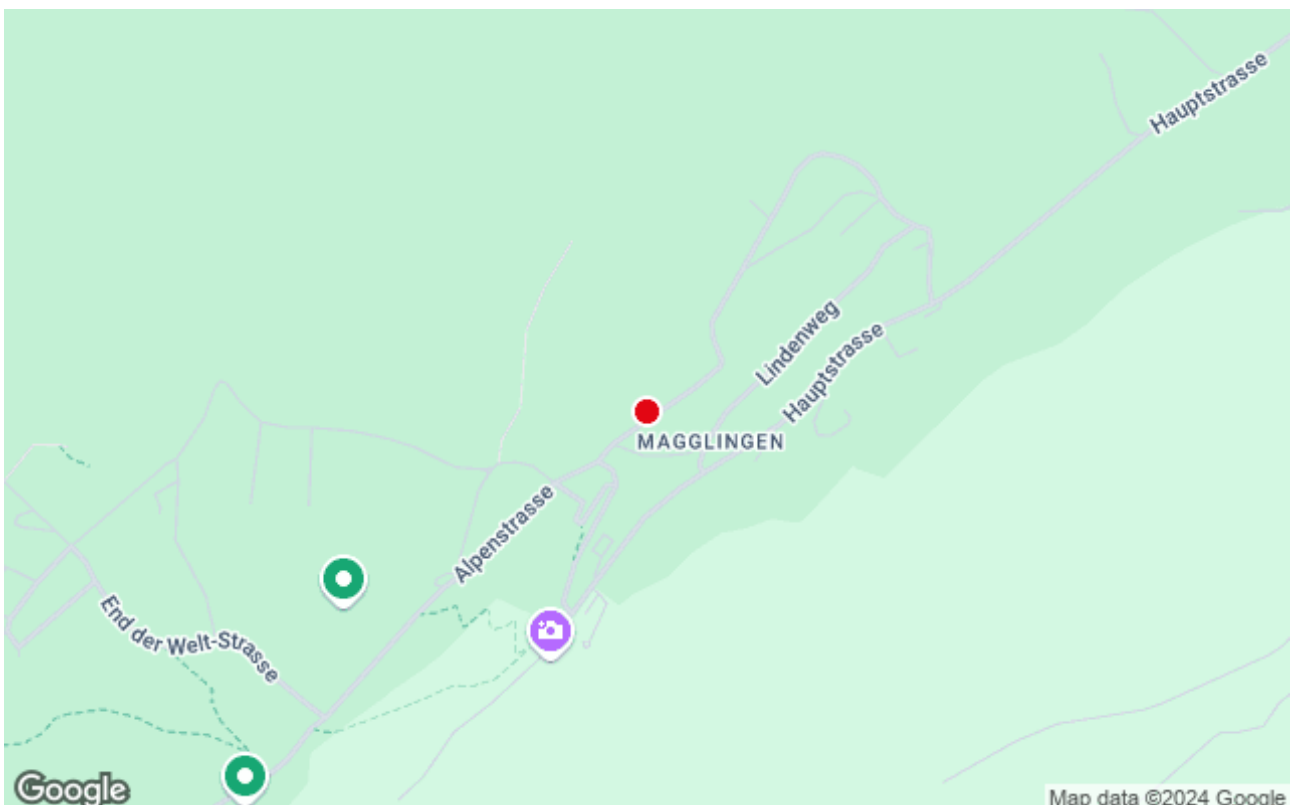 Hauptstrasse
Lindenweg
Hauptstrasse
MAGGLINGEN
Alpenstrasse
End der Welt-Strasse
Google
Map data ©2024 Google